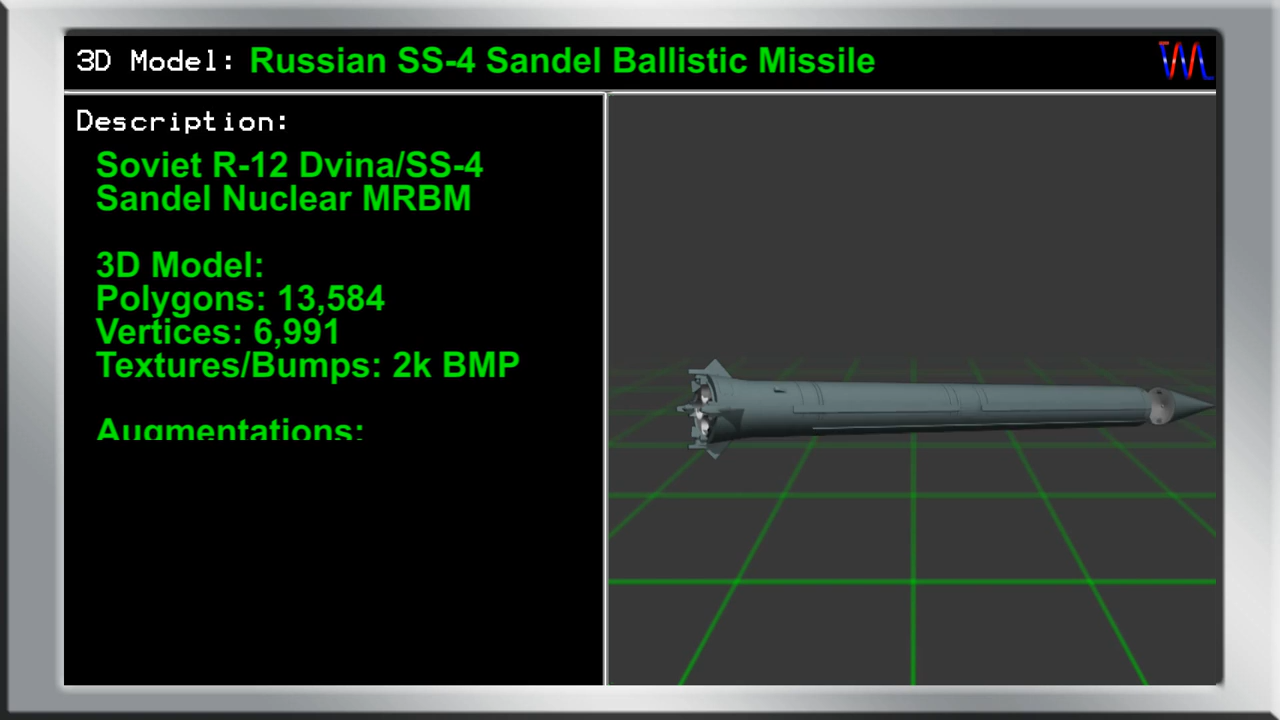 3D Model: Russian SS-4 Sandel Ballistic Missile
Description:
Soviet R-12 Dvina/SS-4
Sandel Nuclear MRBM
3D Model:
Polygons: 13,584
Vertices: 6,991
Textures/Bumps: 2k BMP
Augmentations: